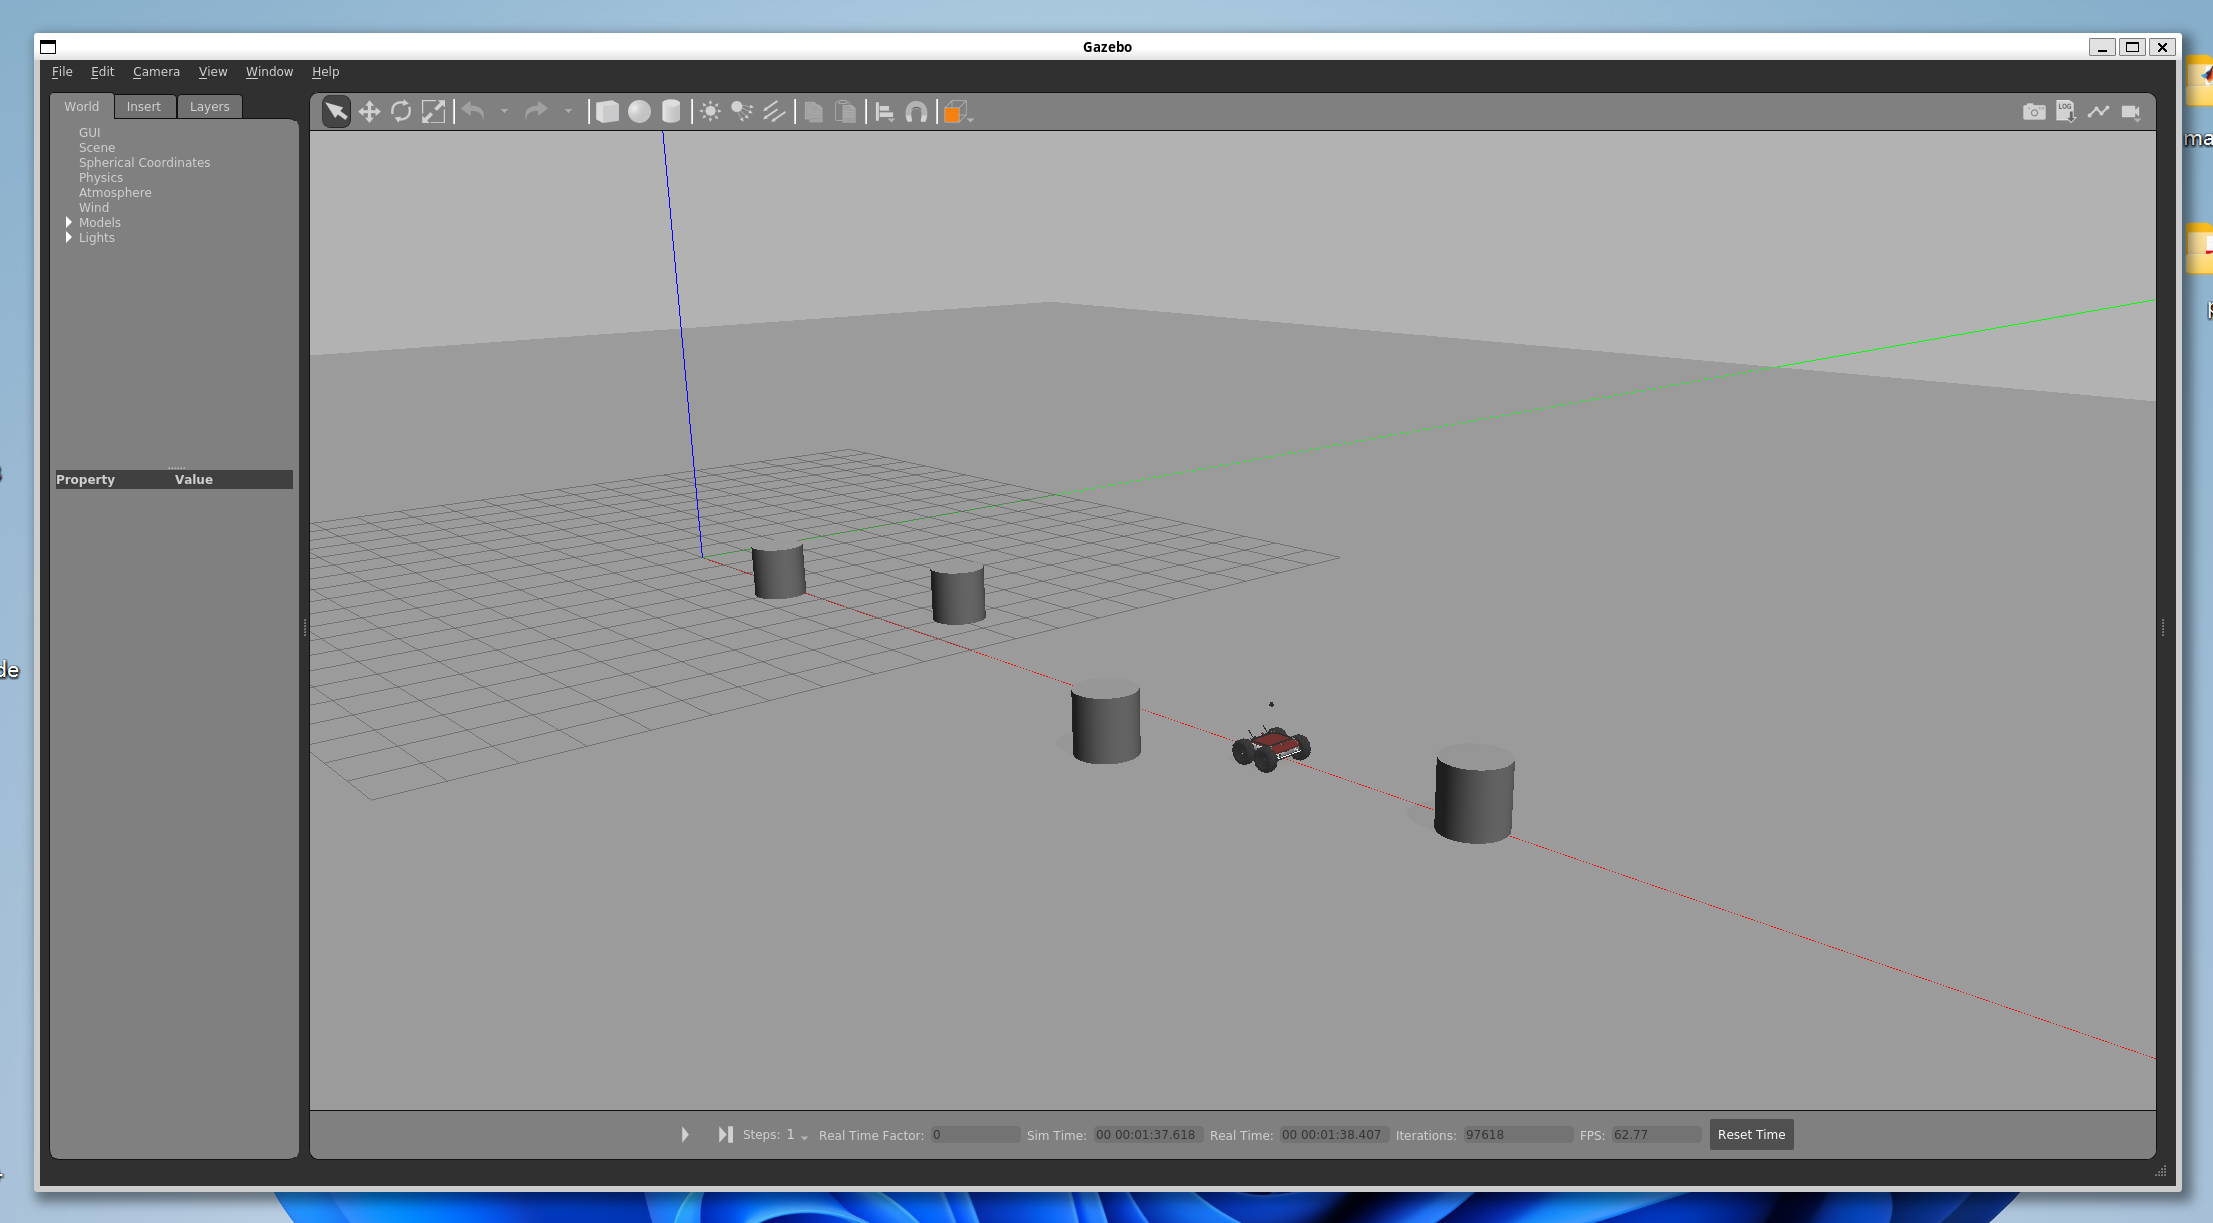 Gazebo
File Edit Camera View Window Help
World Insert Layers
GUI
Scene
Spherical Coordinates
Physics
Atmosphere
Wind
Models
Lights
Property Value
LOG
Steps: 1 Real Time Factor: 0 Sim Time: 00 00:01:37.618 Real Time: 00 00:01:38.407 Iterations: 97618 FPS: 62.77 Reset Time
ma
de